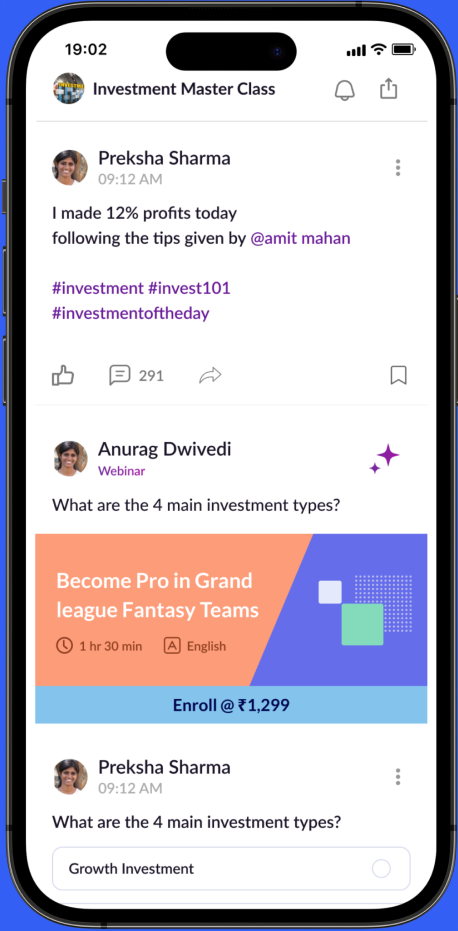 19:02
Investment Master Class
Preksha Sharma
09:12 AM
I made 12% profits today
following the tips given by @amit mahan
#investment #invest101
#investmentoftheday
291
Anurag Dwivedi
Webinar
What are the 4 main investment types?
Become Pro in Grand
league Fantasy Teams
1 hr 30 min A English
Enroll @ ₹1,299
Preksha Sharma
09:12 AM
What are the 4 main investment types?
Growth Investment